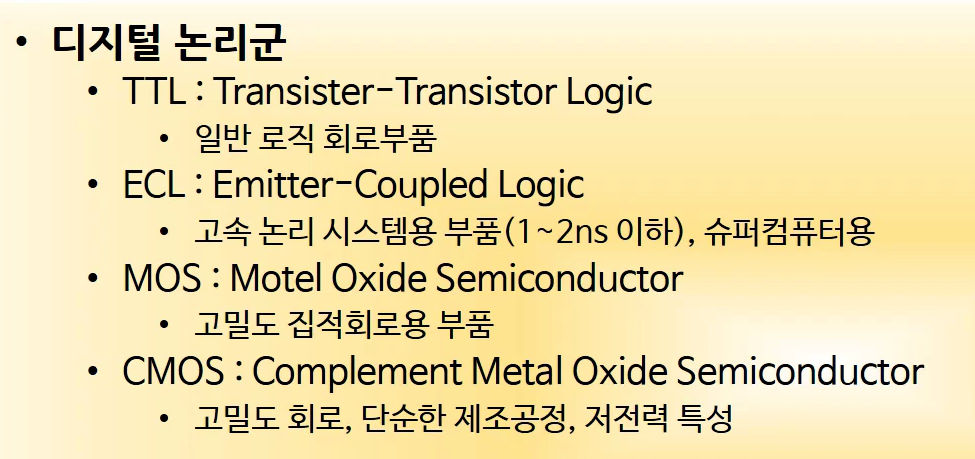 • 디지털 논리군
• TTL : Transister-Transistor Logic
• 일반 로직 회로부품
• ECL : Emitter-Coupled Logic
• 고속 논리 시스템용 부품(1~2ns 이하), 슈퍼컴퓨터용
• MOS : Motel Oxide Semiconductor
• 고밀도 집적회로용 부품
• CMOS : Complement Metal Oxide Semiconductor
• 고밀도 회로, 단순한 제조공정, 저전력 특성